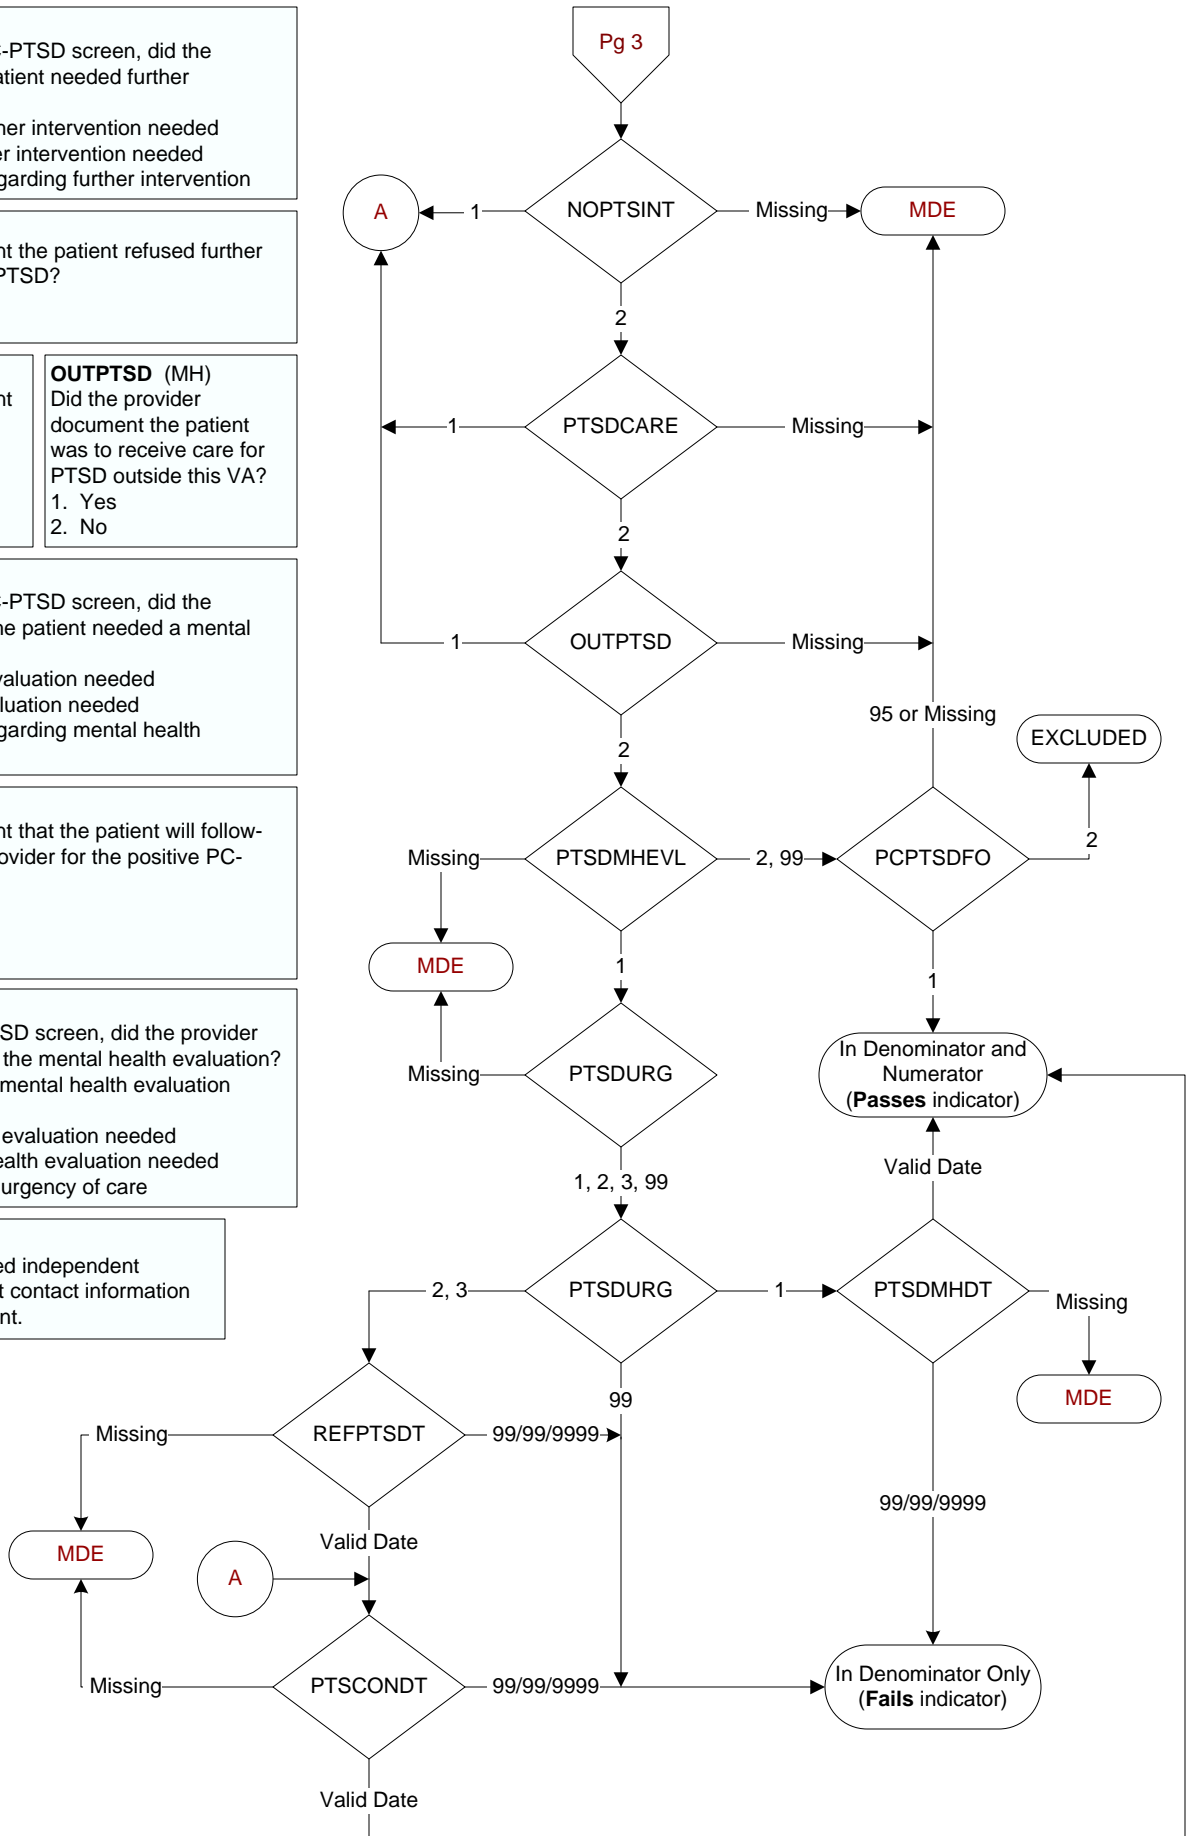 -PTSD screen, did the
patient needed further
her intervention needed
er intervention needed
garding further intervention
nt the patient refused further
PTSD?
nt
OUTPTSD (MH)
Did the provider
document the patient
was to receive care for
PTSD outside this VA?
1. Yes
2. No
-PTSD screen, did the
he patient needed a mental
valuation needed
luation needed
garding mental health
nt that the patient will follow-
ovider for the positive PC-
SD screen, did the provider
the mental health evaluation?
mental health evaluation
evaluation needed
ealth evaluation needed
urgency of care
ed independent
t contact information
nt.
Pg 3
A
1
NOPTSINT
Missing
MDE
2
1
PTSDCARE
Missing
2
1
OUTPTSD
Missing
95 or Missing
EXCLUDED
2
Missing
PTSDMHEVL
2, 99
PCPTSDFO
2
MDE
1
1
Missing
PTSDURG
In Denominator and
Numerator
(Passes indicator)
Valid Date
1, 2, 3, 99
2, 3
PTSDURG
1
PTSDMHDT
Missing
99
MDE
Missing
REFPTSDT
99/99/9999
99/99/9999
Valid Date
MDE
A
Missing
PTSCONDT
99/99/9999
In Denominator Only
(Fails indicator)
Valid Date